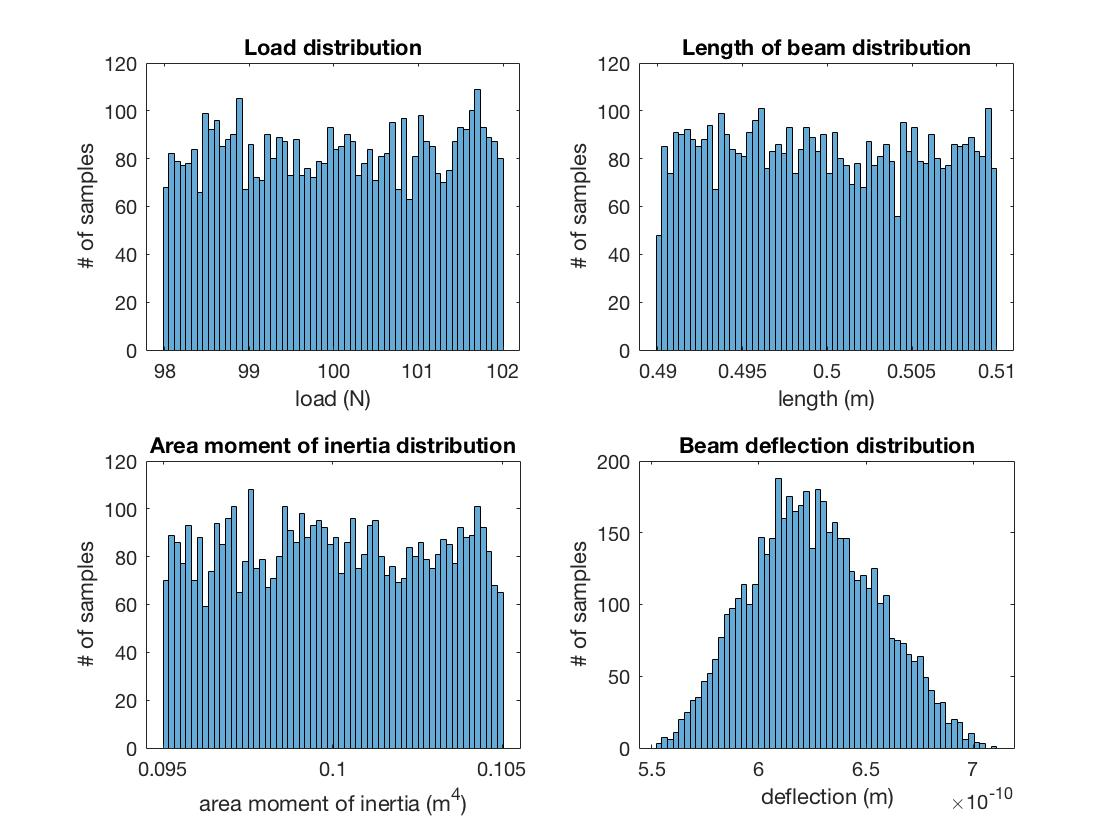 Load distribution
120
100
80
60
40
20
0
# of samples
98 99 100 101 102
load (N)
Length of beam distribution
120
100
80
60
40
20
0
# of samples
0.49 0.495 0.5 0.505 0.51
length (m)
Area moment of inertia distribution
120
100
80
60
40
20
0
# of samples
0.095 0.1 0.105
area moment of inertia (m⁴)
Beam deflection distribution
200
150
100
50
0
# of samples
5.5 6 6.5 7
deflection (m)
×10⁻¹⁰